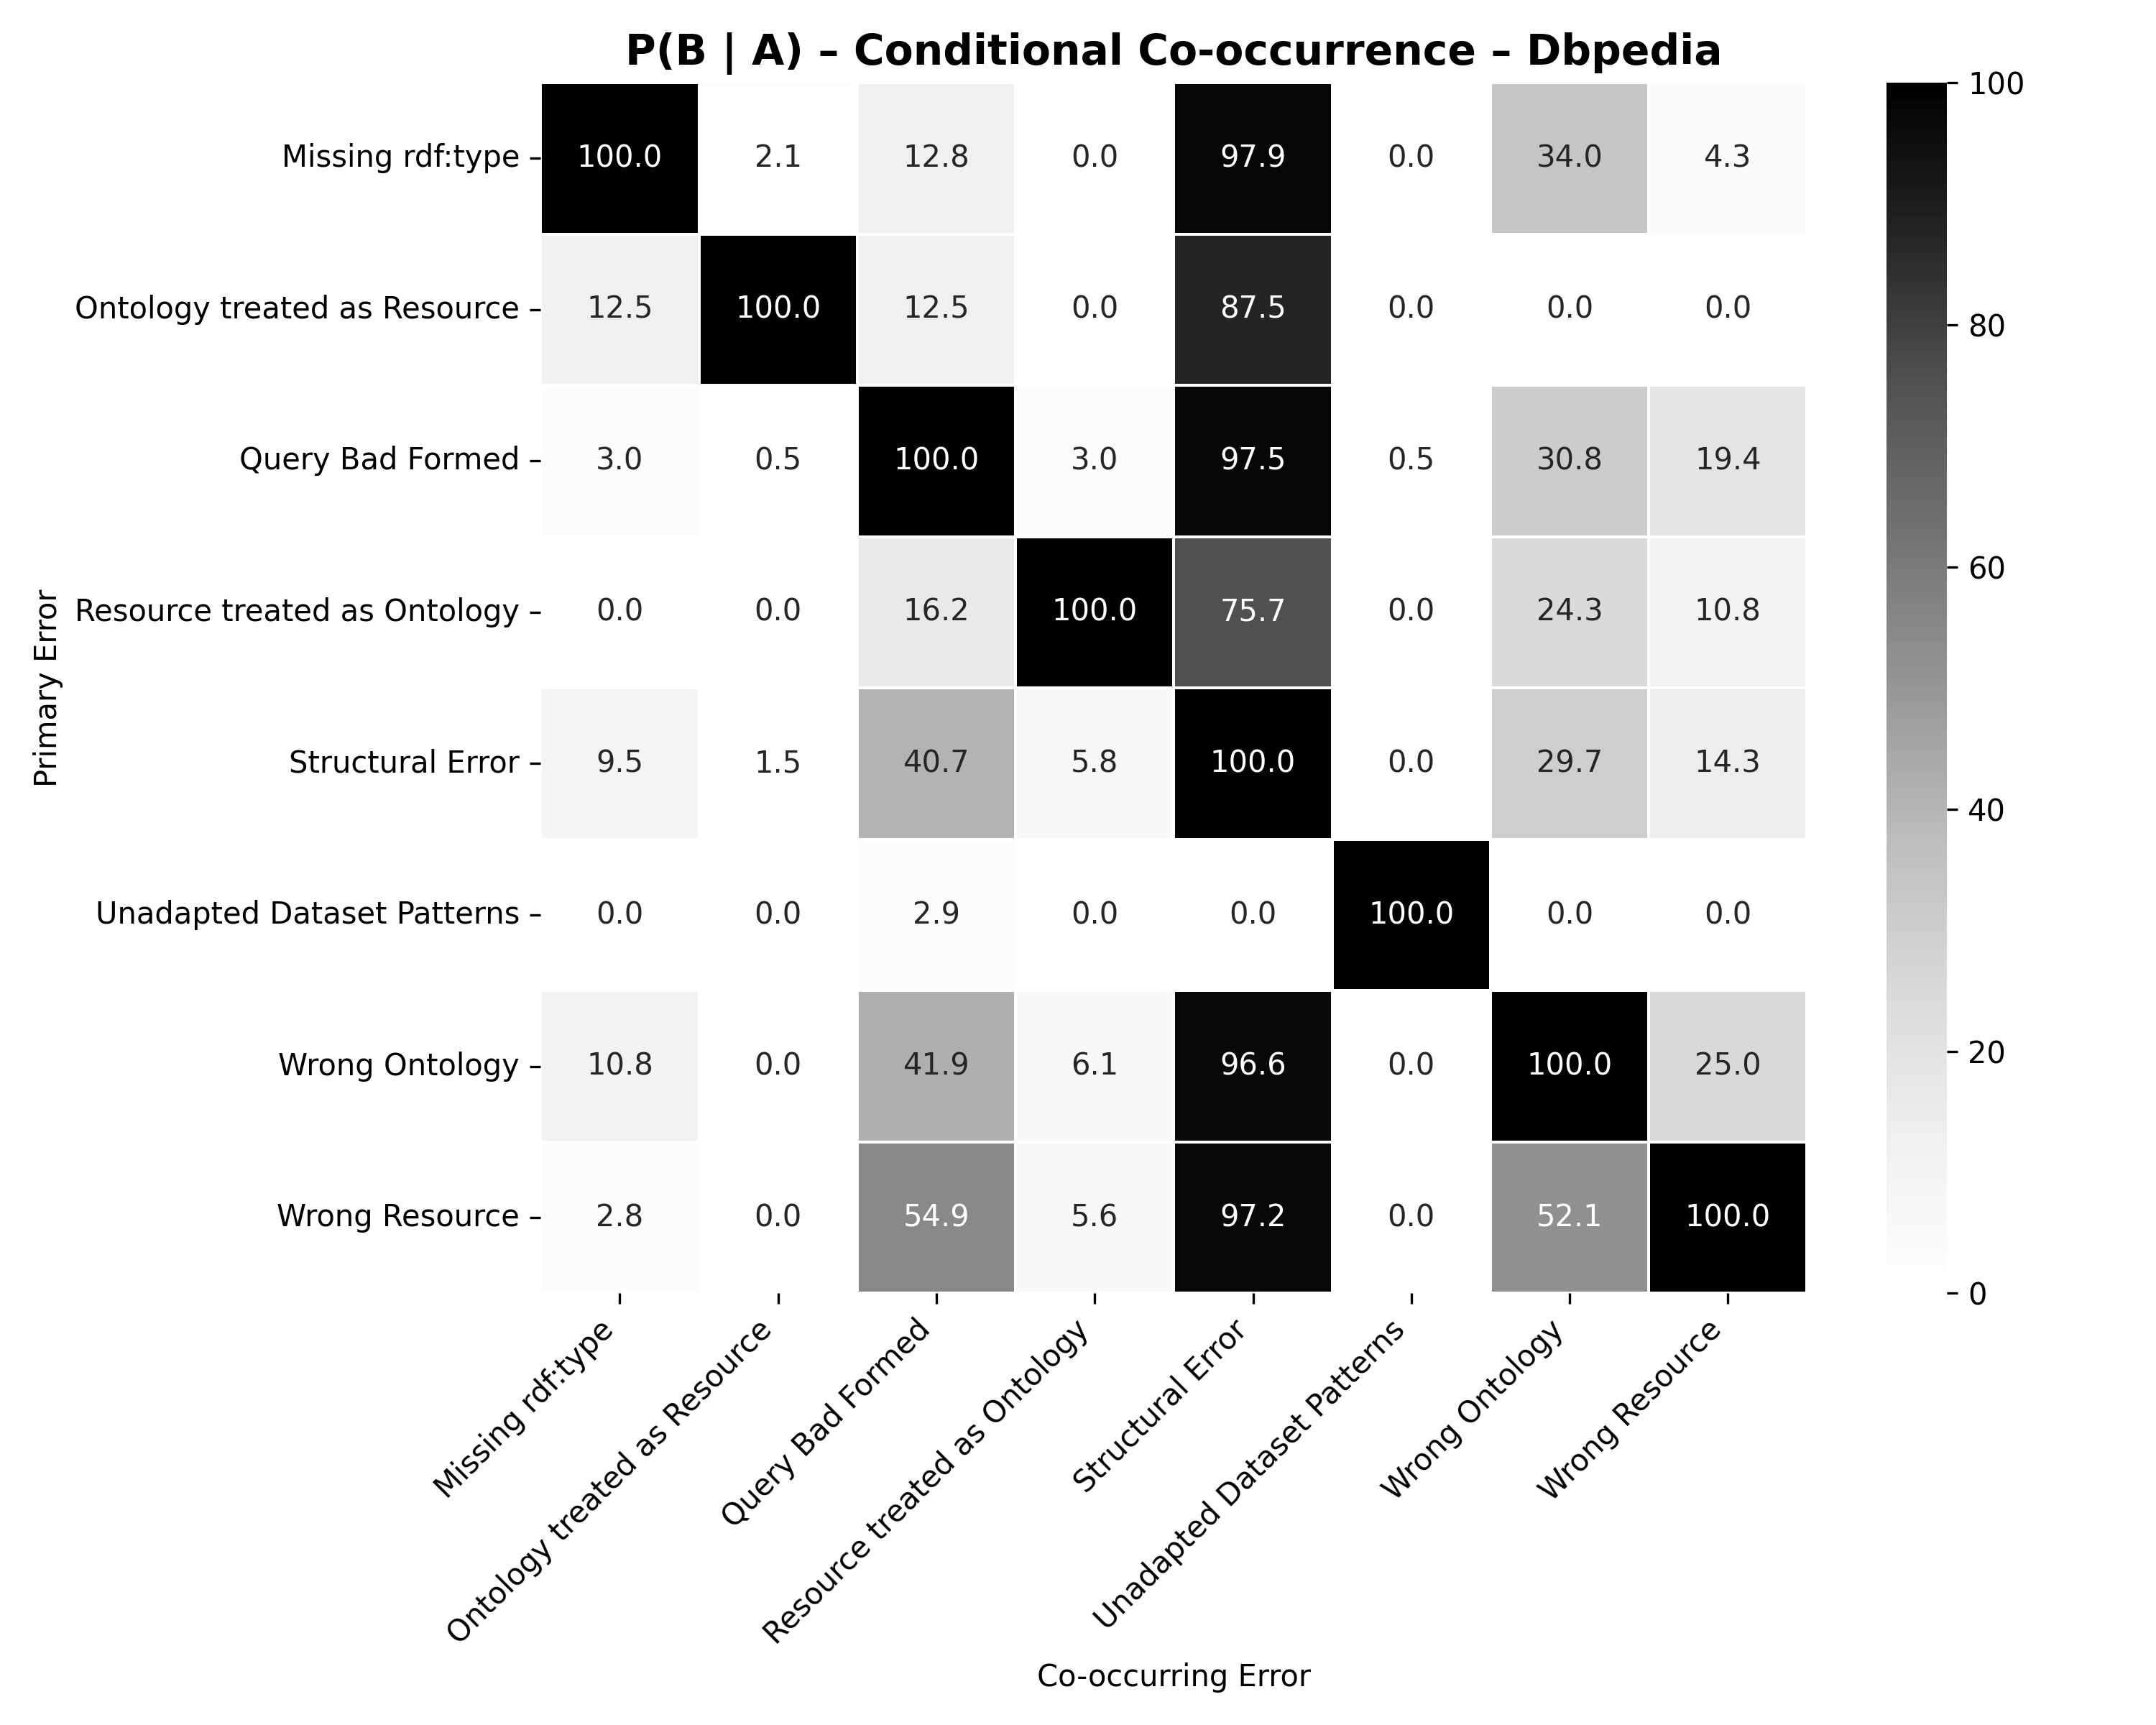 P(B | A) – Conditional Co-occurrence – Dbpedia
Primary Error
Missing rdf:type 100.0 2.1 12.8 0.0 97.9 0.0 34.0 4.3
Ontology treated as Resource 12.5 100.0 12.5 0.0 87.5 0.0 0.0 0.0
Query Bad Formed 3.0 0.5 100.0 3.0 97.5 0.5 30.8 19.4
Resource treated as Ontology 0.0 0.0 16.2 100.0 75.7 0.0 24.3 10.8
Structural Error 9.5 1.5 40.7 5.8 100.0 0.0 29.7 14.3
Unadapted Dataset Patterns 0.0 0.0 2.9 0.0 0.0 100.0 0.0 0.0
Wrong Ontology 10.8 0.0 41.9 6.1 96.6 0.0 100.0 25.0
Wrong Resource 2.8 0.0 54.9 5.6 97.2 0.0 52.1 100.0
Missing rdf:type
Ontology treated as Resource
Query Bad Formed
Resource treated as Ontology
Structural Error
Unadapted Dataset Patterns
Wrong Ontology
Wrong Resource
Co-occurring Error
100
80
60
40
20
0